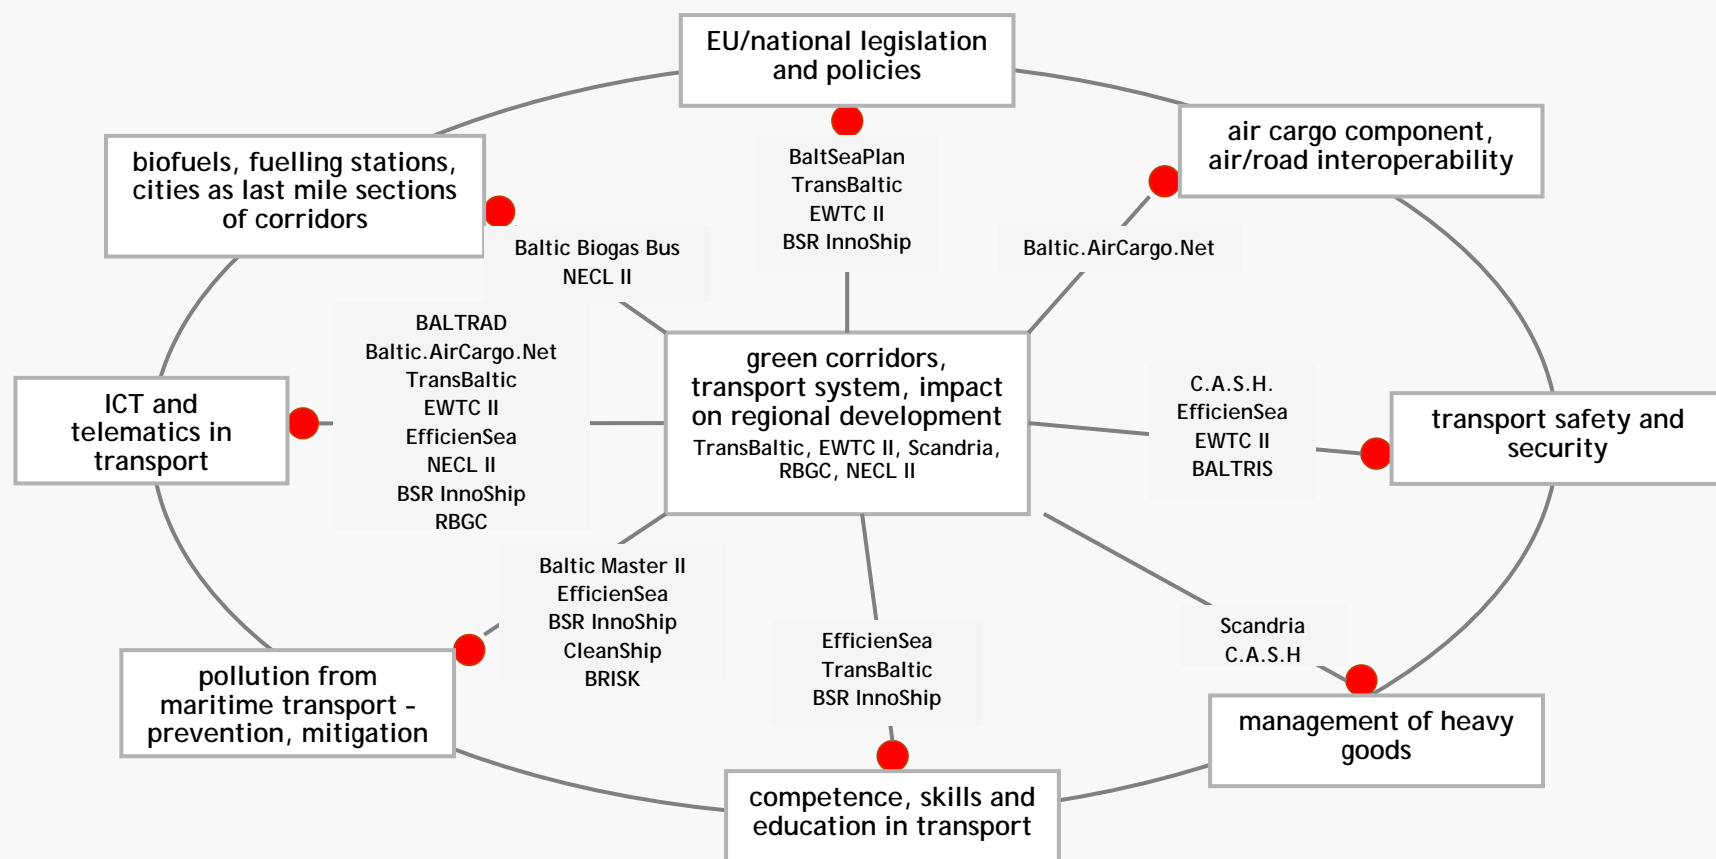 EU/national legislation
and policies
air cargo component,
air/road interoperability
biofuels, fuelling stations,
cities as last mile sections
of corridors
BaltSeaPlan
TransBaltic
EWTC II
BSR InnoShip
Baltic Biogas Bus
NECL II
Baltic.AirCargo.Net
BALTRAD
Baltic.AirCargo.Net
TransBaltic
EWTC II
EfficienSea
NECL II
BSR InnoShip
RBGC
green corridors,
transport system, impact
on regional development
TransBaltic, EWTC II, Scandria,
RBGC, NECL II
C.A.S.H.
EfficienSea
EWTC II
BALTRIS
ICT and
telematics in
transport
transport safety and
security
Baltic Master II
EfficienSea
BSR InnoShip
CleanShip
BRISK
EfficienSea
TransBaltic
BSR InnoShip
Scandria
C.A.S.H
pollution from
maritime transport -
prevention, mitigation
management of heavy
goods
competence, skills and
education in transport